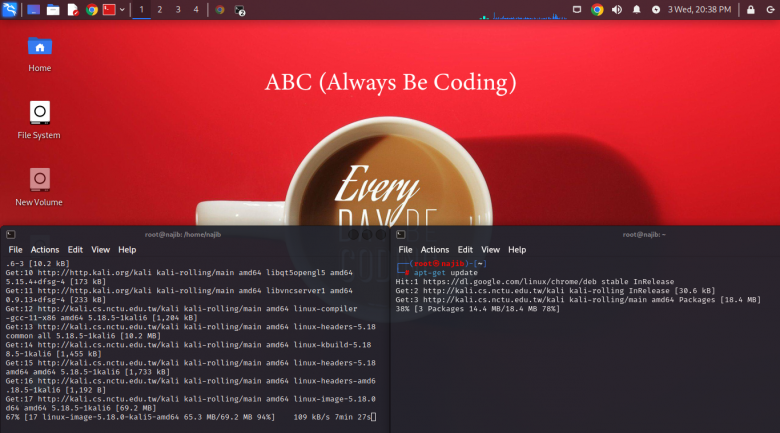 1 2 3 4
2
3 Wed, 20:38 PM
Home
File System
New Volume
ABC (Always Be Coding)
Every
DAY BE
root@najib: /home/najib
File Actions Edit View Help
.6-3 [10.2 kB]
Get:10 http://http.kali.org/kali kali-rolling/main amd64 libqt5opengl5 amd64
5.15.4+dfsg-4 [173 kB]
Get:11 http://http.kali.org/kali kali-rolling/main amd64 libvncserver1 amd64
0.9.13+dfsg-4 [233 kB]
Get:12 http://kali.cs.nctu.edu.tw/kali kali-rolling/main amd64 linux-compiler
-gcc-11-x86 amd64 5.18.5-1kali6 [1,204 kB]
Get:13 http://kali.cs.nctu.edu.tw/kali kali-rolling/main amd64 linux-headers-5.18
common all 5.18.5-1kali6 [10.2 MB]
Get:14 http://kali.cs.nctu.edu.tw/kali kali-rolling/main amd64 linux-kbuild-5.18
8.5-1kali6 [1,455 kB]
Get:15 http://kali.cs.nctu.edu.tw/kali kali-rolling/main amd64 linux-headers-5.18
amd64 amd64 5.18.5-1kali6 [1,733 kB]
Get:16 http://kali.cs.nctu.edu.tw/kali kali-rolling/main amd64 linux-headers-amd6
.18.5-1kali6 [1,192 B]
Get:17 http://kali.cs.nctu.edu.tw/kali kali-rolling/main amd64 linux-image-5.18.0
d64 amd64 5.18.5-1kali6 [69.2 MB]
67% [17 linux-image-5.18.0-kali5-amd64 65.3 MB/69.2 MB 94%] 109 kB/s 7min 27s
root@najib: ~
File Actions Edit View Help
(root㉿najib)-[~]
# apt-get update
Hit:1 https://dl.google.com/linux/chrome/deb stable InRelease
Get:2 http://kali.cs.nctu.edu.tw/kali kali-rolling InRelease [30.6 kB]
Get:3 http://kali.cs.nctu.edu.tw/kali kali-rolling/main amd64 Packages [18.4 MB]
38% [3 Packages 14.4 MB/18.4 MB 78%]